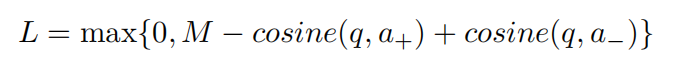 L = max{0, M − cosine(q, a₊) + cosine(q, a₋)}